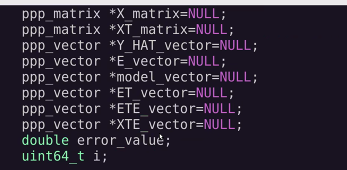 ppp_matrix *X_matrix=NULL;
ppp_matrix *XT_matrix=NULL;
ppp_vector *Y_HAT_vector=NULL;
ppp_vector *E_vector=NULL;
ppp_vector *model_vector=NULL;
ppp_vector *ET_vector=NULL;
ppp_vector *ETE_vector=NULL;
ppp_vector *XTE_vector=NULL;
double error_value;
uint64_t i;